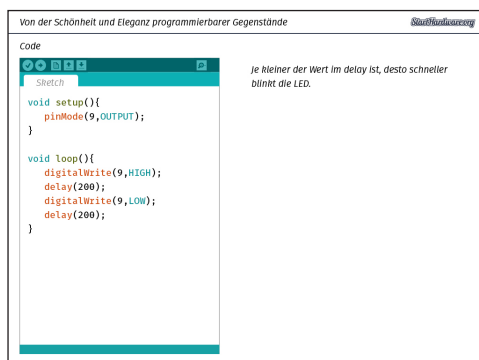 Von der Schönheit und Eleganz programmierbarer Gegenstände
StartHardware.org
Code
Je kleiner der Wert im delay ist, desto schneller
blinkt die LED.
Sketch
void setup(){
pinMode(9,OUTPUT);
}
void loop(){
digitalWrite(9,HIGH);
delay(200);
digitalWrite(9,LOW);
delay(200);
}